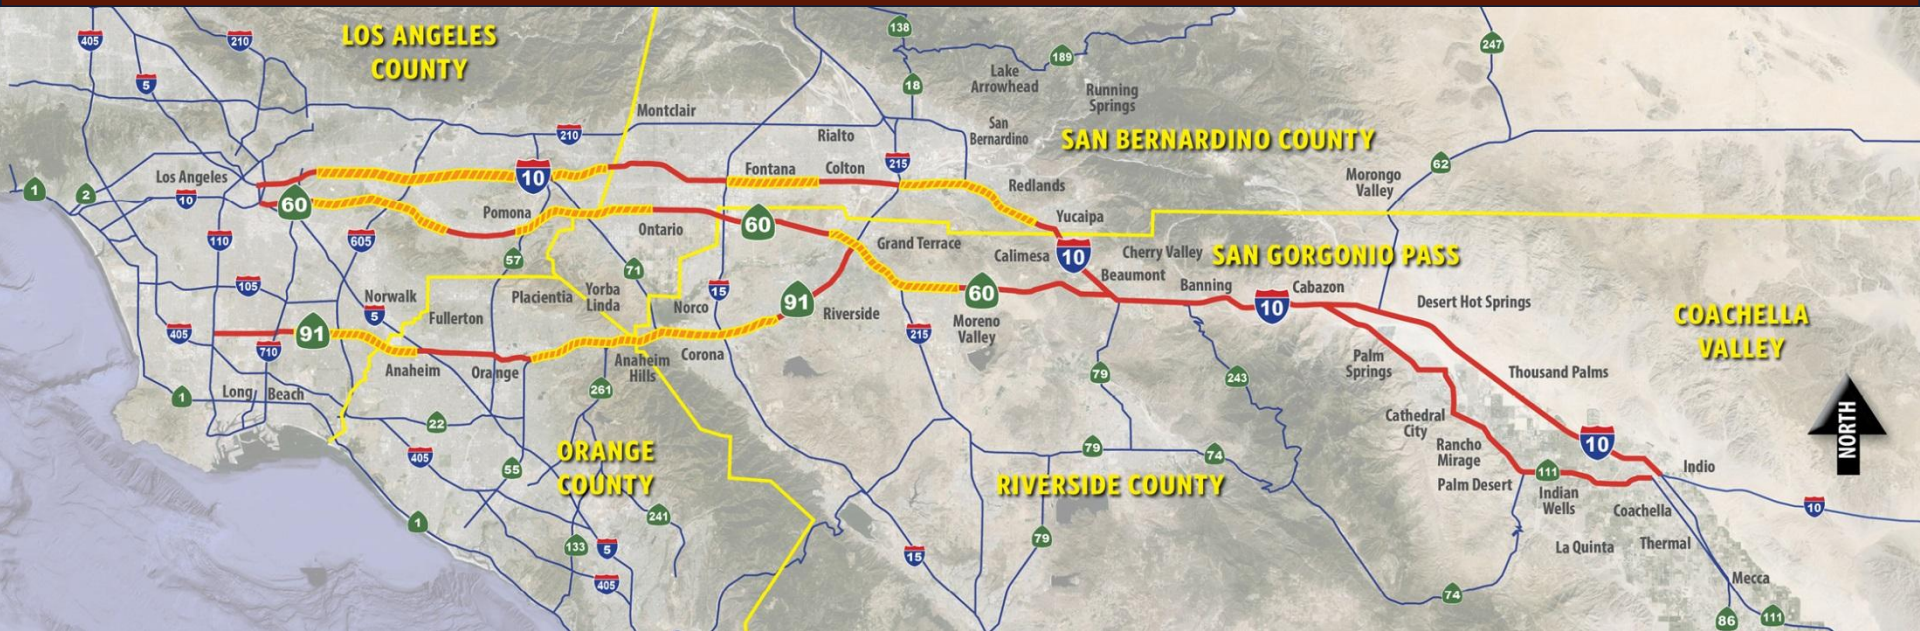 138
247
LOS ANGELES
COUNTY
405
210
189
5
Lake
Arrowhead
18
Running
Springs
Montclair
210
Rialto
San
Bernardino
SAN BERNARDINO COUNTY
215
62
Fontana
Colton
Los Angeles
10
Morongo
Valley
1
2
10
Redlands
60
Pomona
Yucaipa
60
Ontario
110
605
Grand Terrace
Calimesa
10
Cherry Valley
SAN GORGONIO PASS
57
71
Beaumont
105
Yorba
Linda
15
60
Banning
Cabazon
Norwalk
Placientia
Norco
91
10
Desert Hot Springs
5
Fullerton
Riverside
COACHELLA
VALLEY
405
91
Moreno
Valley
215
710
Anaheim
Orange
Anaheim
Hills
Corona
Palm
Springs
Thousand Palms
79
243
Long Beach
261
1
22
Cathedral
City
NORTH
405
55
ORANGE
COUNTY
79
74
Rancho
Mirage
10
Indio
RIVERSIDE COUNTY
Palm Desert
111
Indian
Wells
10
1
241
Coachella
133
5
79
15
La Quinta
Thermal
405
Mecca
74
86
111